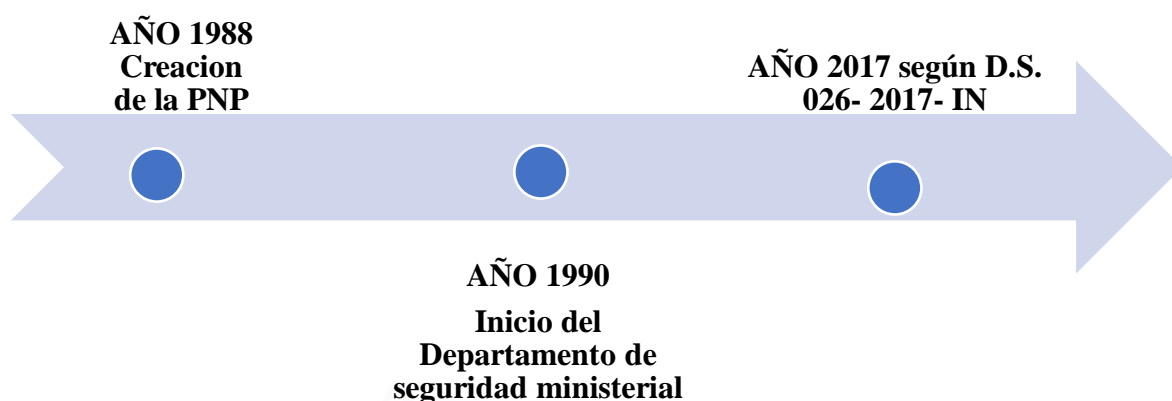 AÑO 1988
Creacion
de la PNP
AÑO 1990
Inicio del
Departamento de
seguridad ministerial
AÑO 2017 según D.S.
026- 2017- IN